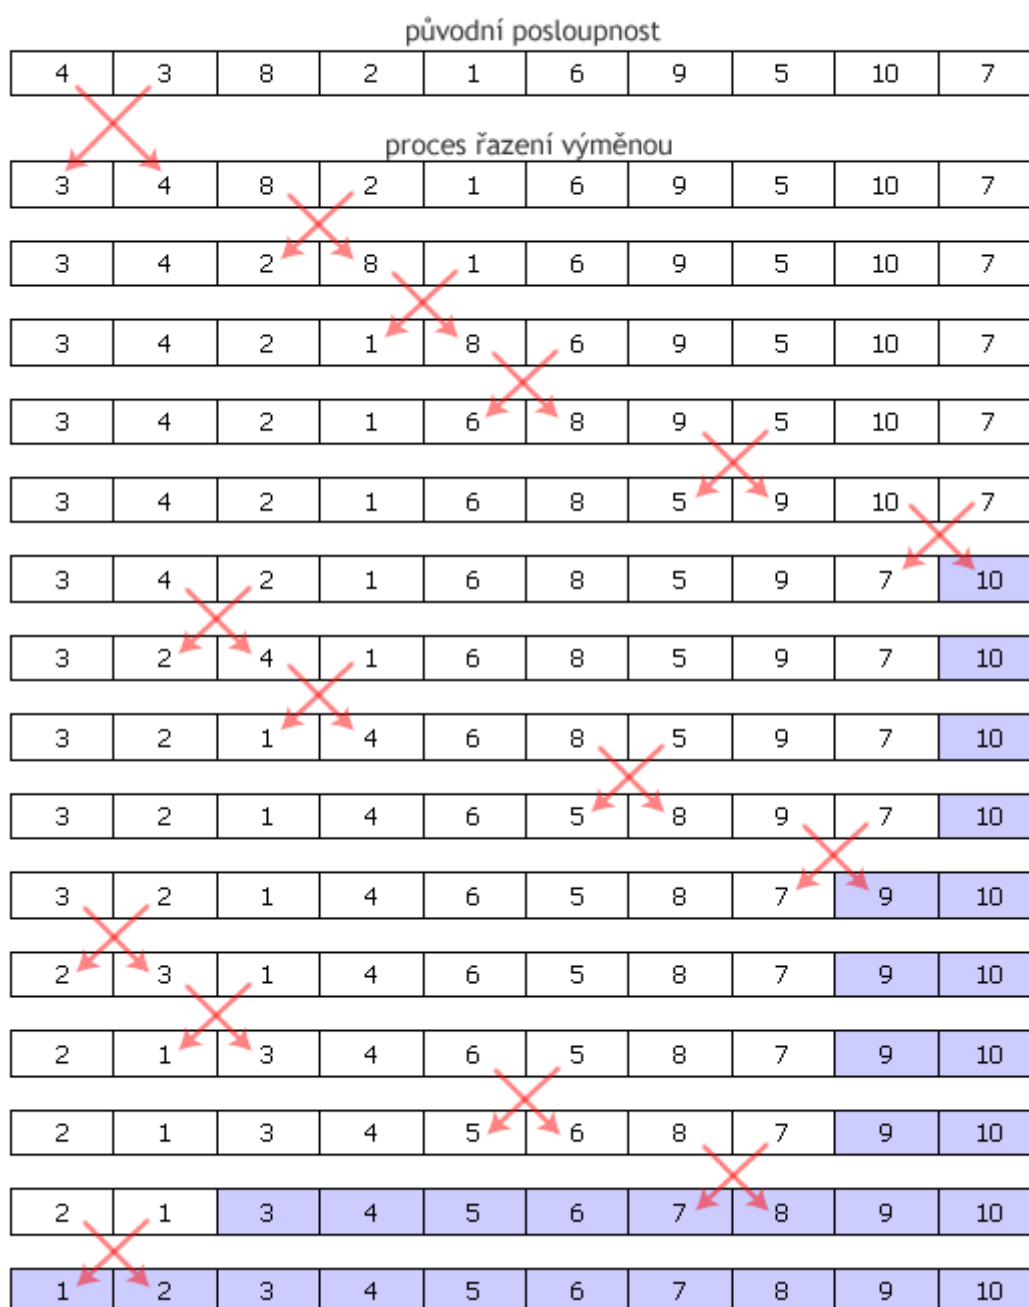 původní posloupnost
4 3 8 2 1 6 9 5 10 7
proces řazení výměnou
3 4 8 2 1 6 9 5 10 7
3 4 2 8 1 6 9 5 10 7
3 4 2 1 8 6 9 5 10 7
3 4 2 1 6 8 9 5 10 7
3 4 2 1 6 8 5 9 10 7
3 4 2 1 6 8 5 9 7 10
3 2 4 1 6 8 5 9 7 10
3 2 1 4 6 8 5 9 7 10
3 2 1 4 6 5 8 9 7 10
3 2 1 4 6 5 8 7 9 10
2 3 1 4 6 5 8 7 9 10
2 1 3 4 6 5 8 7 9 10
2 1 3 4 5 6 8 7 9 10
2 1 3 4 5 6 7 8 9 10
1 2 3 4 5 6 7 8 9 10